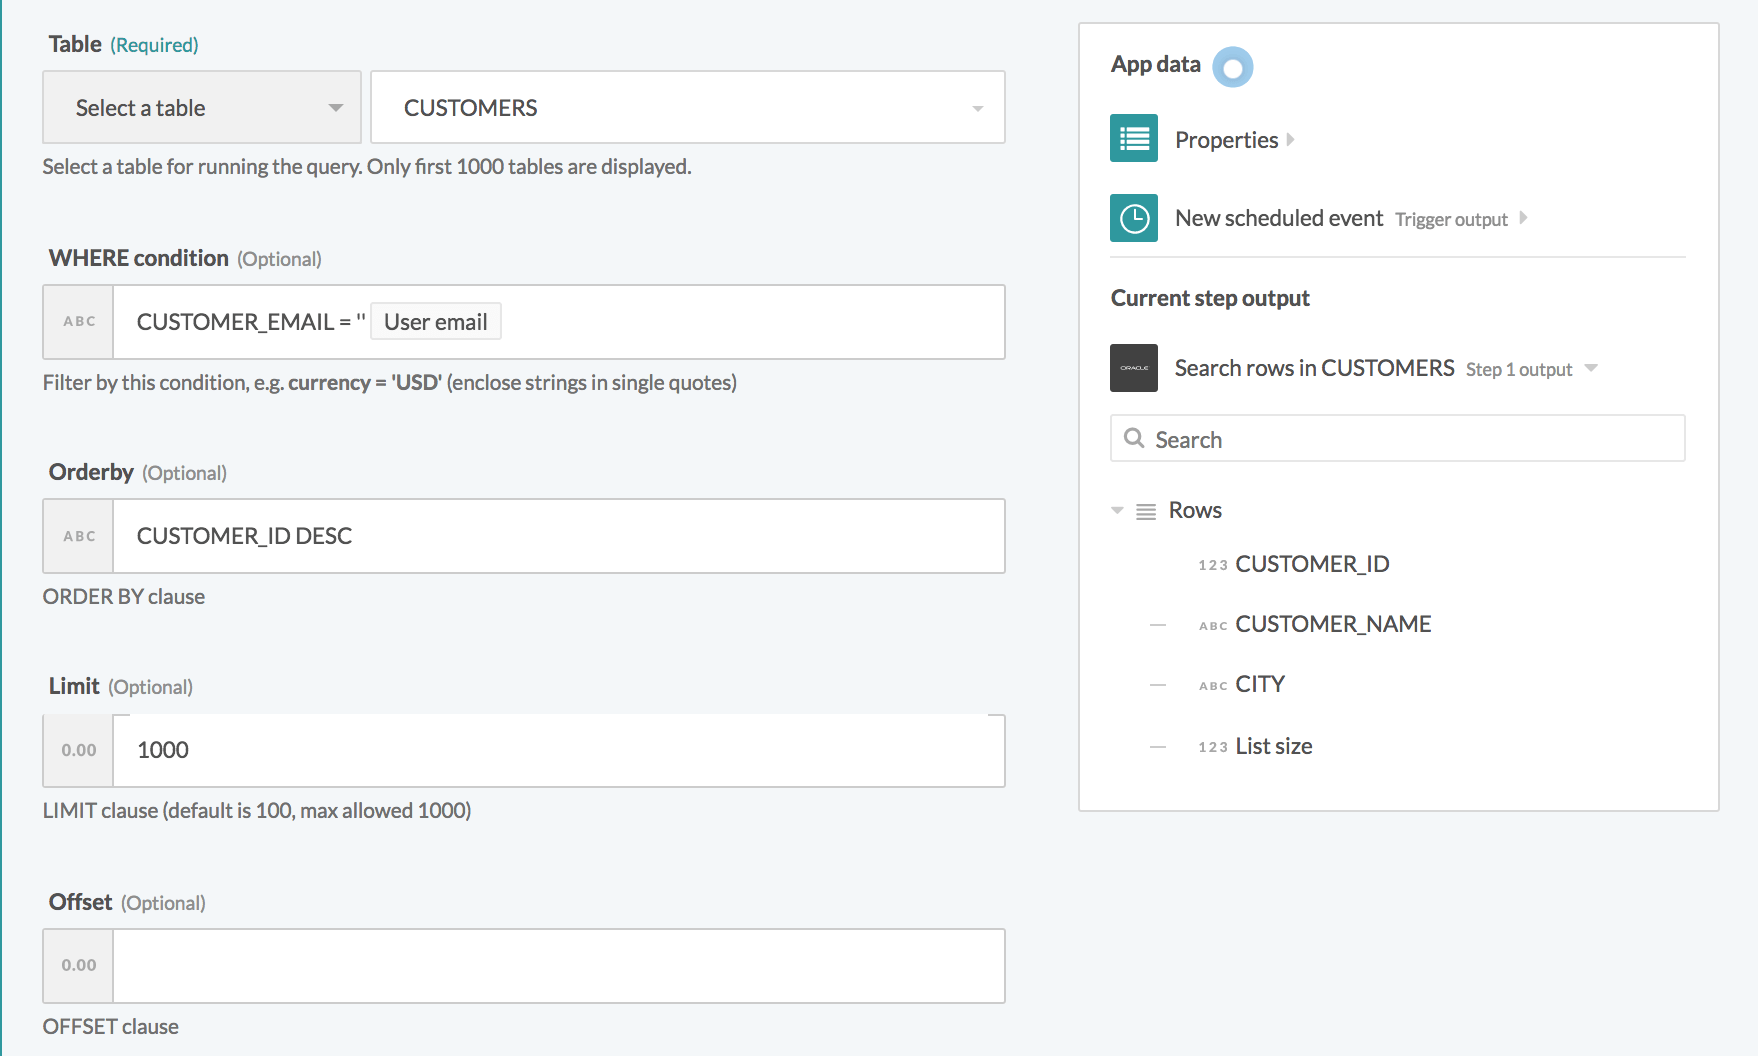 Table (Required)
Select a table
CUSTOMERS
Select a table for running the query. Only first 1000 tables are displayed.
WHERE condition (Optional)
ABC
CUSTOMER_EMAIL = '' User email
Filter by this condition, e.g. currency = 'USD' (enclose strings in single quotes)
Orderby (Optional)
ABC
CUSTOMER_ID DESC
ORDER BY clause
Limit (Optional)
0.00
1000
LIMIT clause (default is 100, max allowed 1000)
Offset (Optional)
0.00
OFFSET clause
App data
Properties
New scheduled event Trigger output
Current step output
ORACLE
Search rows in CUSTOMERS Step 1 output
Search
Rows
123 CUSTOMER_ID
ABC CUSTOMER_NAME
ABC CITY
123 List size